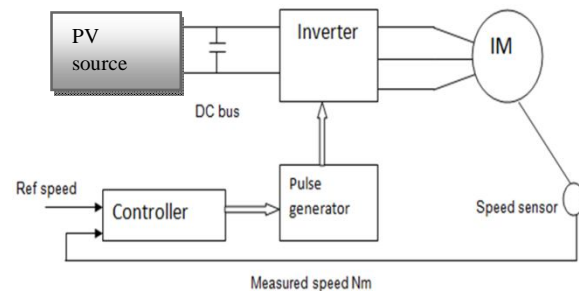 PV
source
Inverter
IM
DC bus
Ref speed
Controller
Pulse
generator
Speed sensor
Measured speed Nm